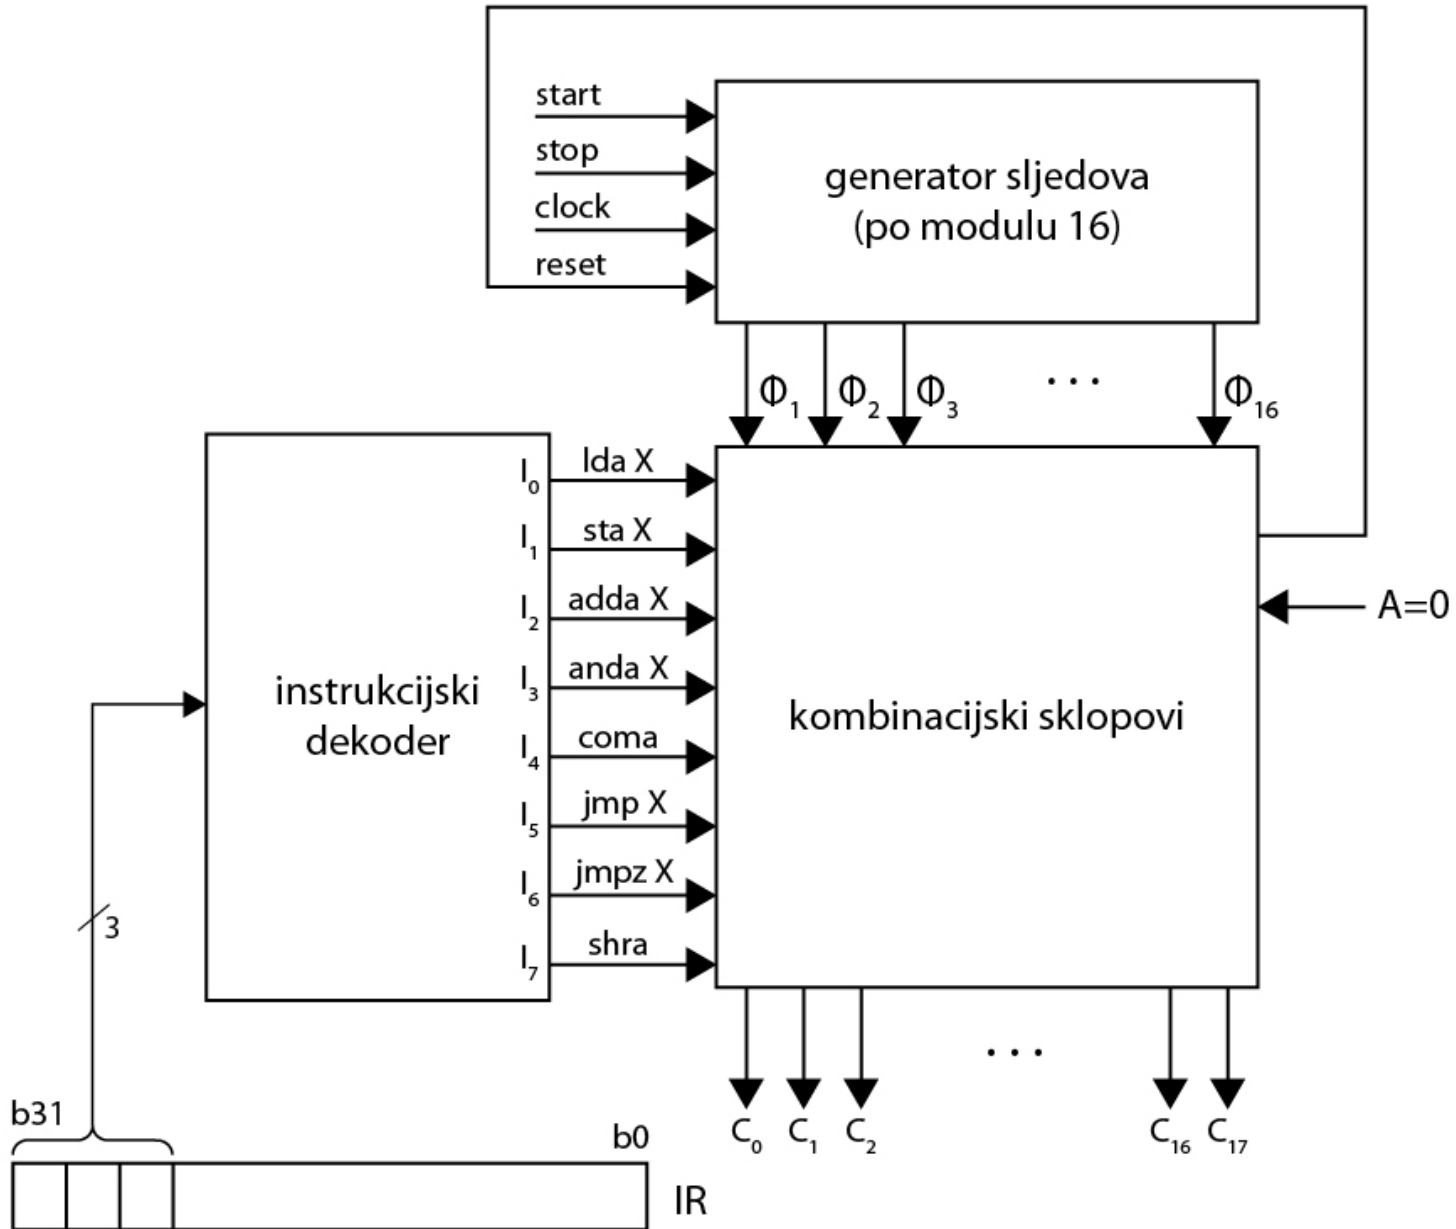 start
stop
clock
reset
generator sljedova
(po modulu 16)
Φ₁ Φ₂ Φ₃ ... Φ₁₆
I₀ lda X
I₁ sta X
I₂ adda X
I₃ anda X
I₄ coma
I₅ jmp X
I₆ jmpz X
I₇ shra
instrukcijski
dekoder
kombinacijski sklopovi
A=0
3
C₀ C₁ C₂ ... C₁₆ C₁₇
b31
b0
IR